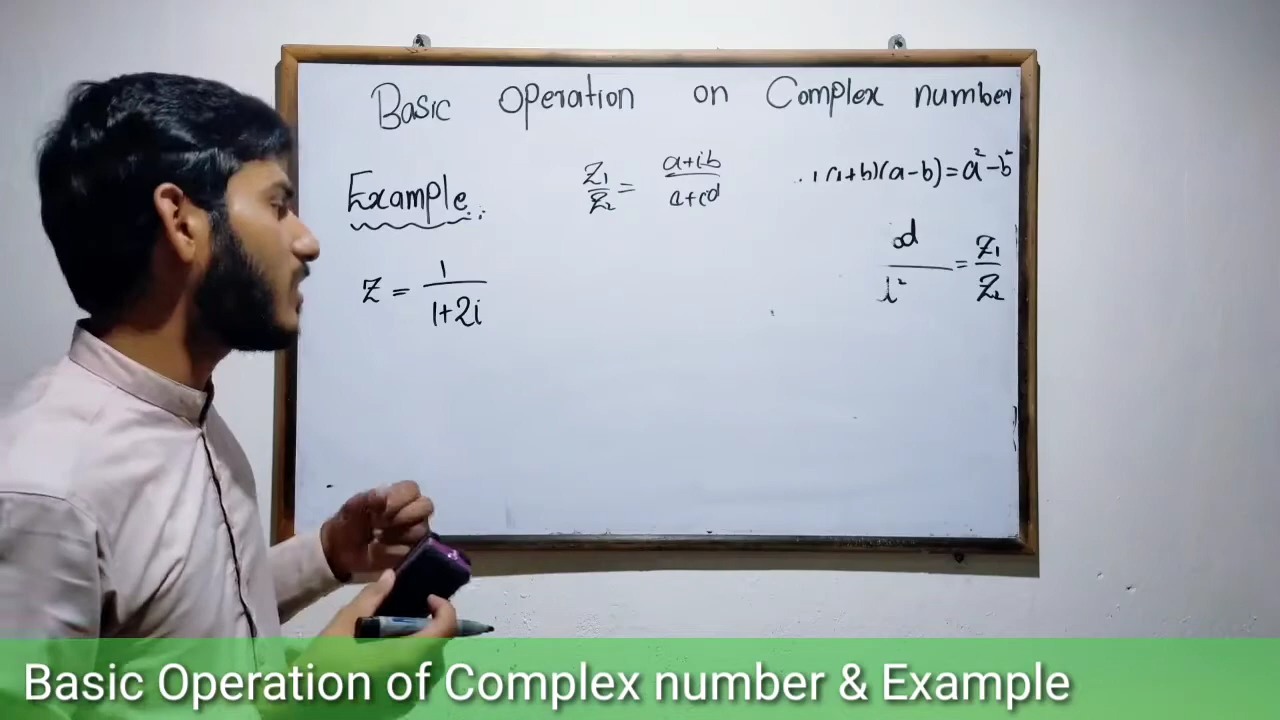 Basic Operation on Complex number
Example..
Z₁/Z₂ = a+ib/
+b)(a-b)=a²-b²
= Z₁/Z₂
i²
Z = 1/1+2i
Basic Operation of Complex number & Example